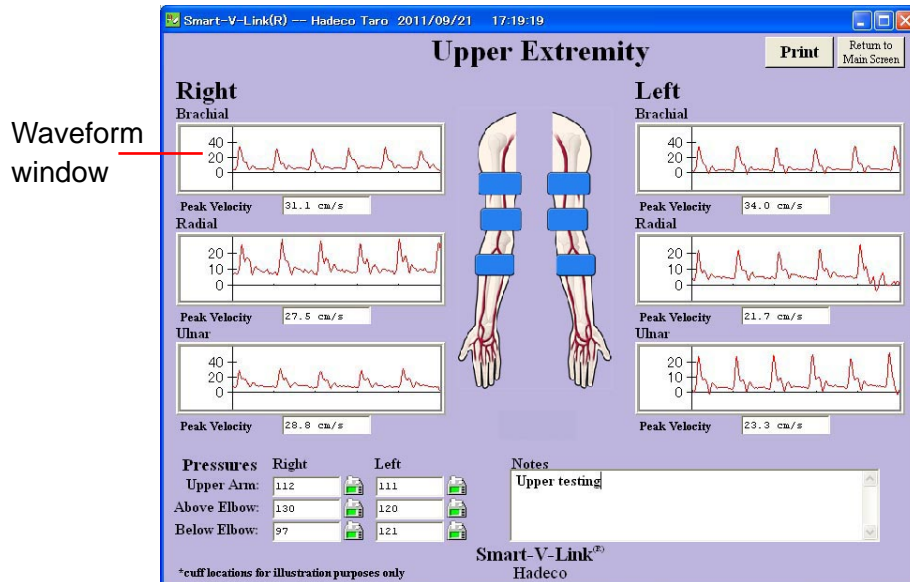 Smart-V-Link(R) -- Hadeco Taro 2011/09/21 17:19:19
Upper Extremity
Print
Return to
Main Screen
Waveform
window
Right
Brachial
40
20
0
Peak Velocity 31.1 cm/s
Radial
20
10
0
Peak Velocity 27.5 cm/s
Ulnar
40
20
0
Peak Velocity 28.8 cm/s
Left
Brachial
40
20
0
Peak Velocity 34.0 cm/s
Radial
20
10
0
Peak Velocity 21.7 cm/s
Ulnar
20
10
0
Peak Velocity 23.3 cm/s
Pressures Right Left
Upper Arm: 112 111
Above Elbow: 130 120
Below Elbow: 97 121
Notes
Upper testing
*cuff locations for illustration purposes only
Smart-V-Link(R)
Hadeco